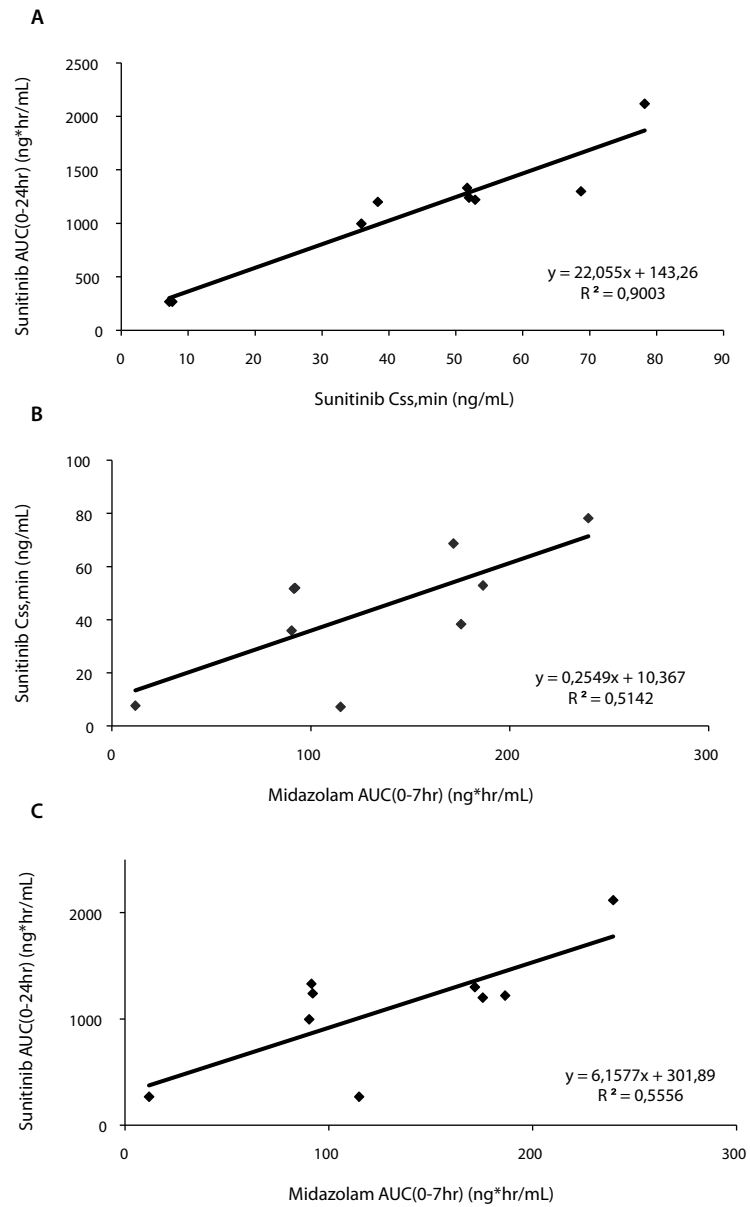 A
Sunitinib AUC(0-24hr) (ng*hr/mL)
2500
2000
1500
1000
500
0
y = 22,055x + 143,26
R ² = 0,9003
0 10 20 30 40 50 60 70 80 90
Sunitinib Css,min (ng/mL)
B
Sunitinib Css,min (ng/mL)
100
80
60
40
20
0
y = 0,2549x + 10,367
R ² = 0,5142
0 100 200 300
Midazolam AUC(0-7hr) (ng*hr/mL)
C
Sunitinib AUC(0-24hr) (ng*hr/mL)
2000
1000
0
y = 6,1577x + 301,89
R ² = 0,5556
0 100 200 300
Midazolam AUC(0-7hr) (ng*hr/mL)